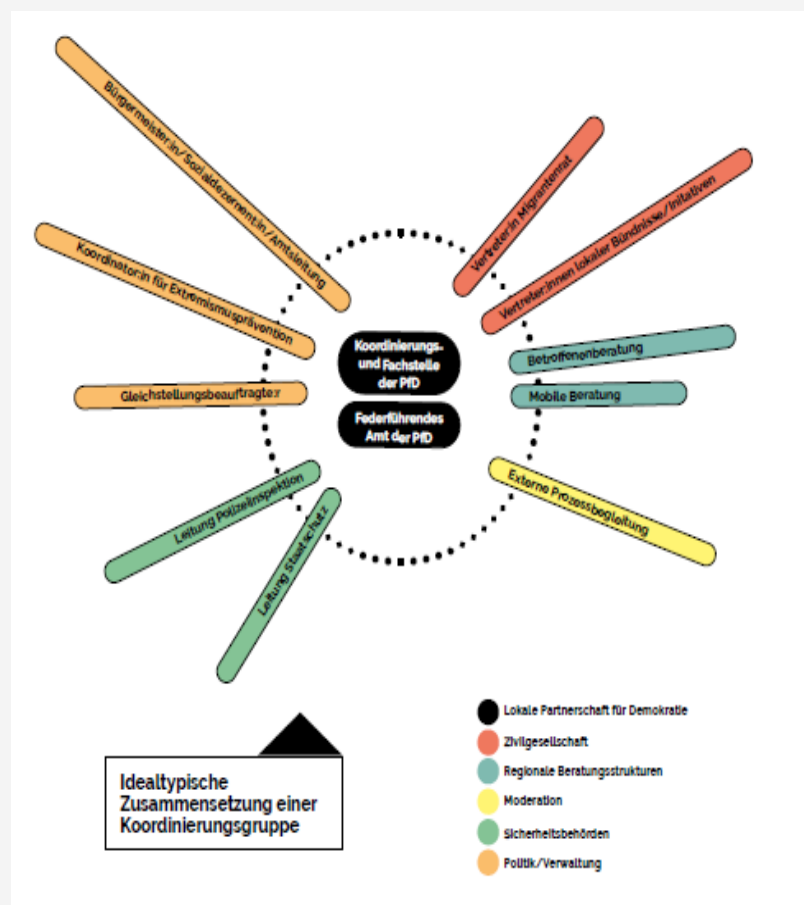 Bürgermeister:in/Sozialdezernent:in/Amtsleitung
Koordinator:in für Extremismusprävention
Gleichstellungsbeauftragte:r
Leitung Polizeiinspektion
Leitung Staatschutz
Vertreter:in Migrantenrat
Vertreter:innen lokaler Bündnisse/Initativen
Betroffenenberatung
Mobile Beratung
Externe Prozessbegleitung
Koordinierungs-
und Fachstelle
der PfD
Federführendes
Amt der PfD
Idealtypische
Zusammensetzung einer
Koordinierungsgruppe
Lokale Partnerschaft für Demokratie
Zivilgesellschaft
Regionale Beratungsstrukturen
Moderation
Sicherheitsbehörden
Politik/Verwaltung